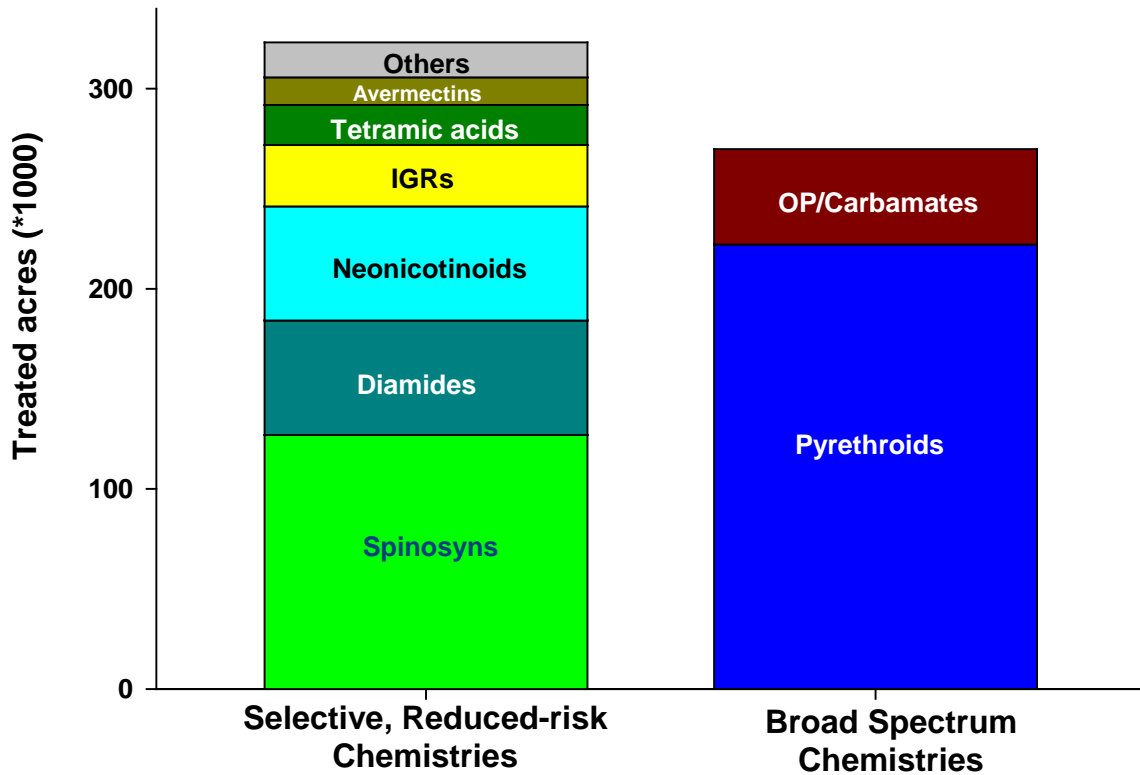 Treated acres (*1000)
300
200
100
0
Others
Avermectins
Tetramic acids
IGRs
Neonicotinoids
Diamides
Spinosyns
OP/Carbamates
Pyrethroids
Selective, Reduced-risk
Chemistries
Broad Spectrum
Chemistries